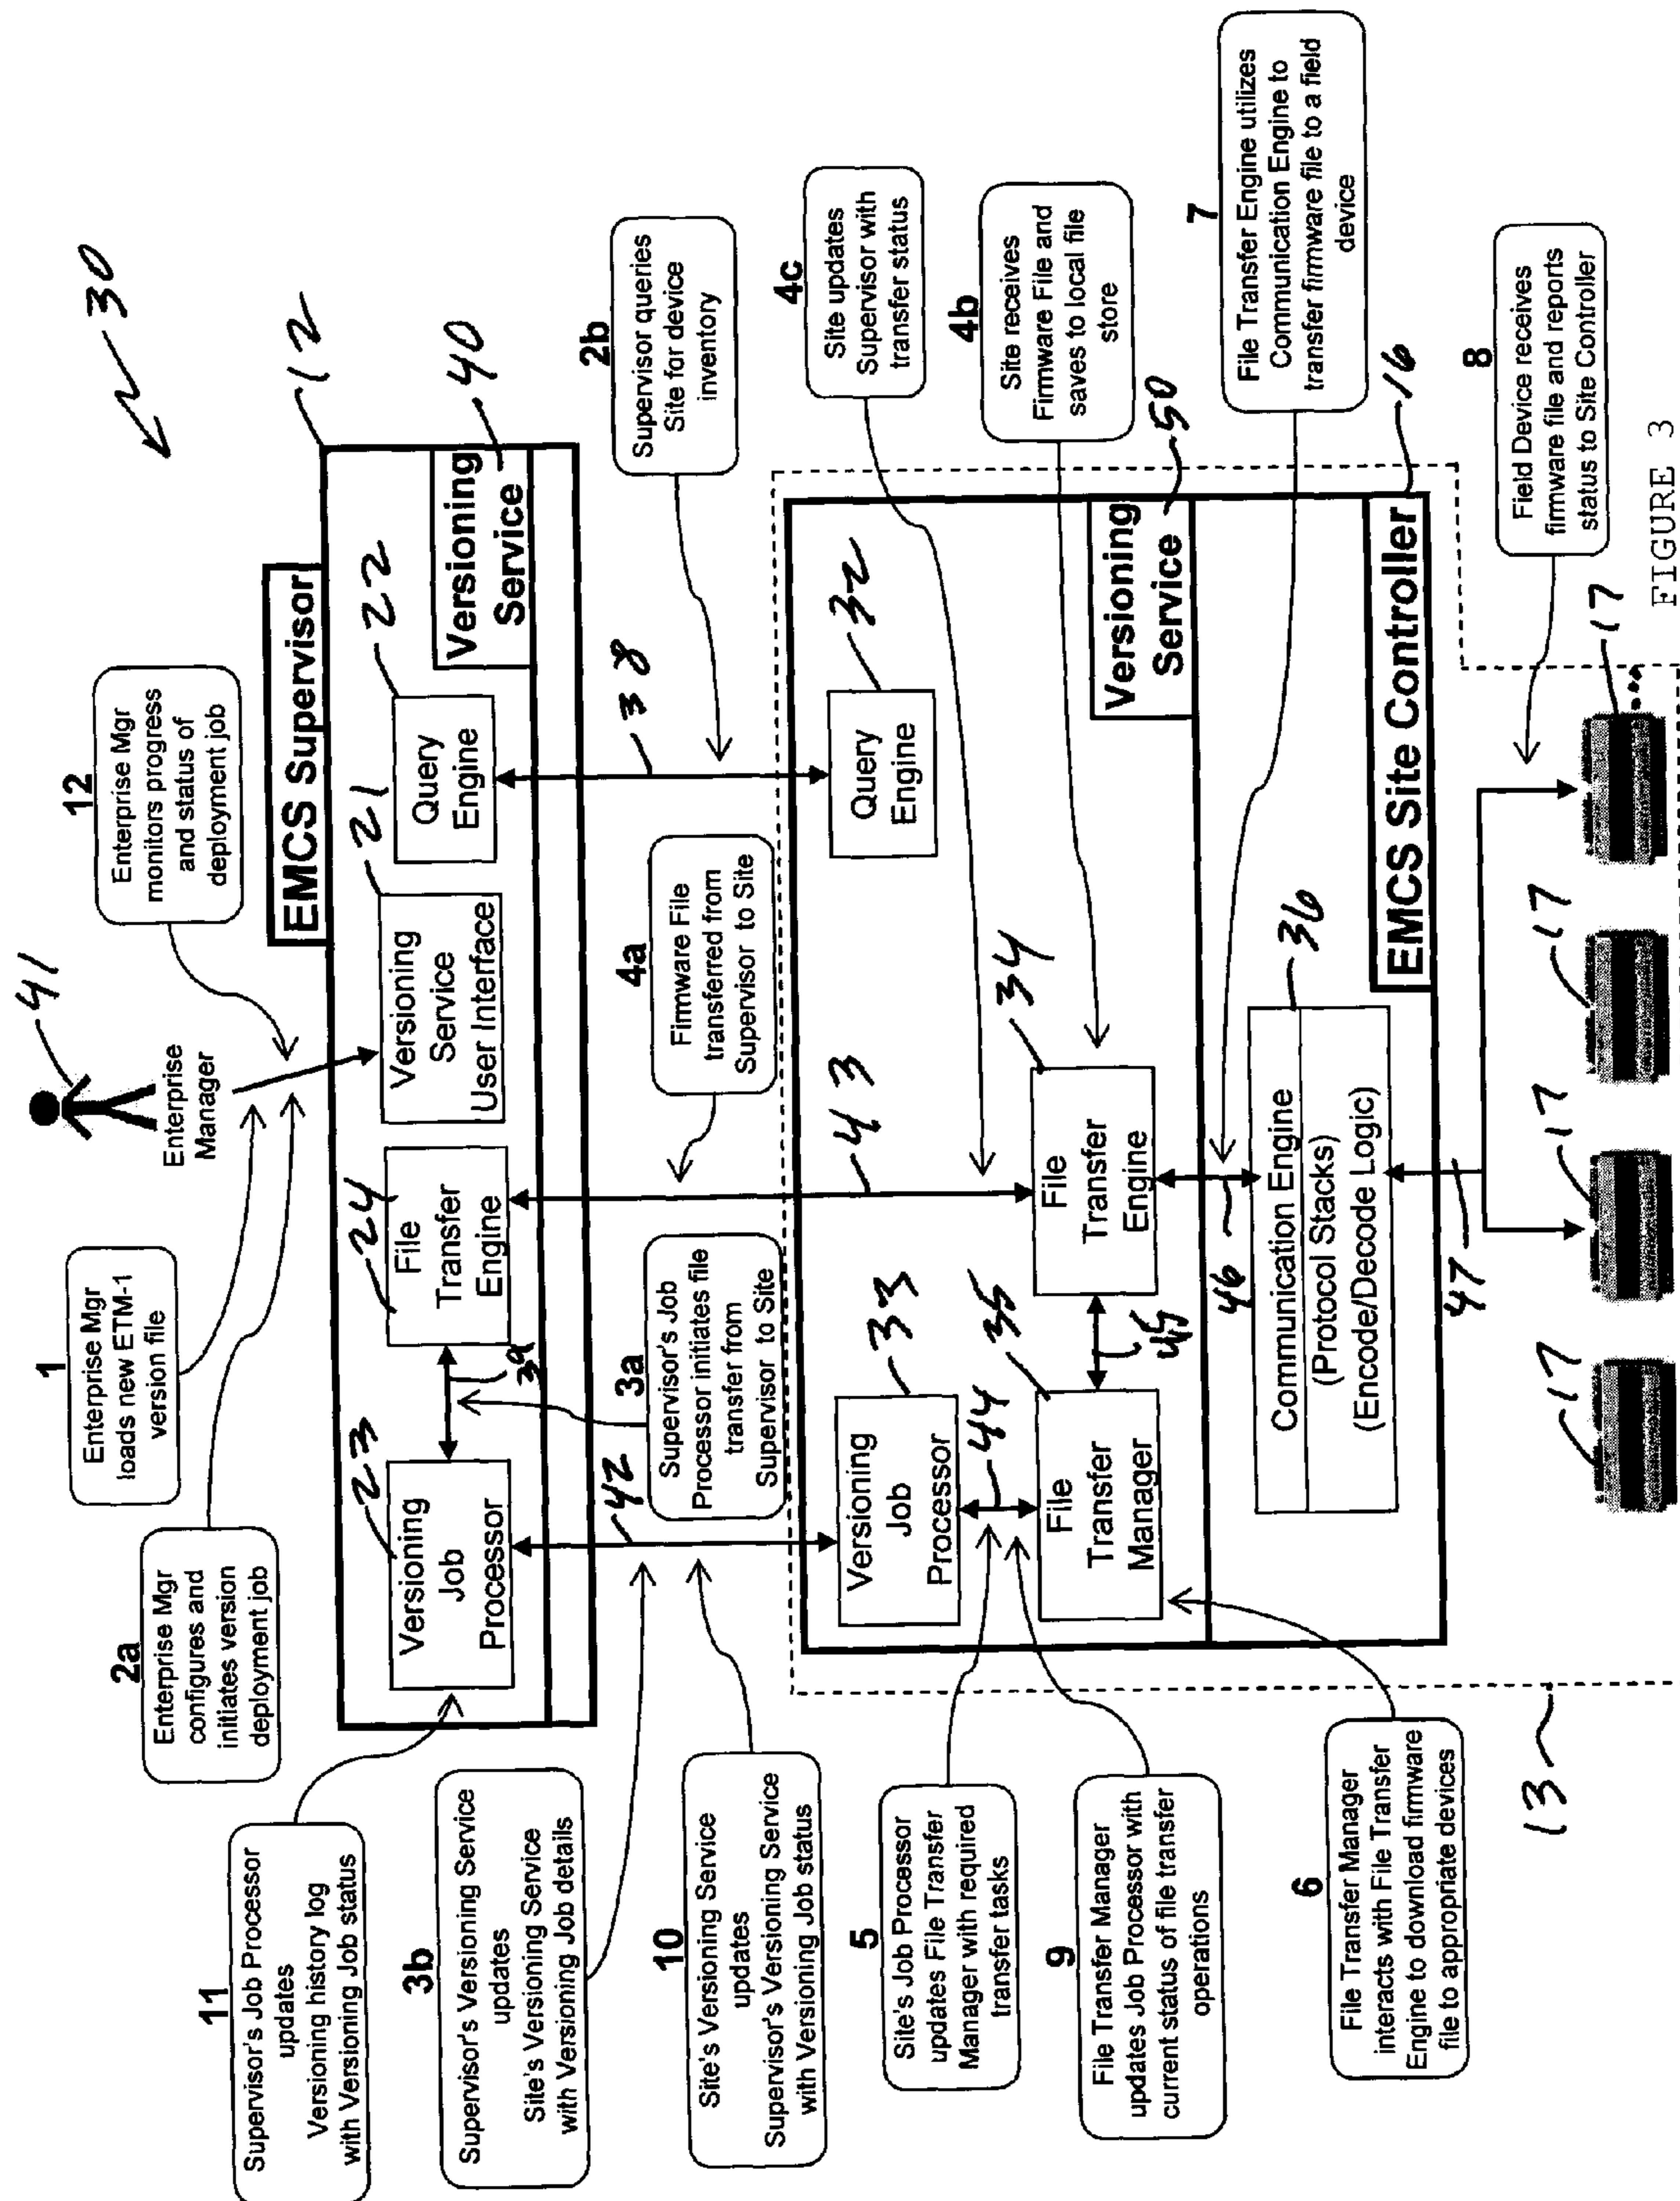 41
Enterprise
Manager
30
12
1
Enterprise Mgr
loads new ETM-1
version file
12
Enterprise Mgr
monitors progress
and status of
deployment job
2a
Enterprise Mgr
configures and
initiates version
deployment job
EMCS Supervisor
11
Supervisor's Job Processor
updates
Versioning history log
with Versioning Job status
23
Versioning
Job
Processor
39
24
File
Transfer
Engine
Versioning
Service
User Interface
21
Query
Engine
22
Versioning
Service
40
3b
Supervisor's Versioning Service
updates
Site's Versioning Service
with Versioning Job details
42
3a
Supervisor's Job
Processor initiates file
transfer from
Supervisor to Site
4a
Firmware File
transferred from
Supervisor to Site
38
2b
Supervisor queries
Site for device
inventory
10
Site's Versioning Service
updates
Supervisor's Versioning Service
with Versioning Job status
43
4c
Site updates
Supervisor with
transfer status
5
Site's Job Processor
updates File Transfer
Manager with required
transfer tasks
Versioning
Job
Processor
33
Query
Engine
32
4b
Site receives
Firmware File and
saves to local file
store
44
9
File Transfer Manager
updates Job Processor with
current status of file transfer
operations
File
Transfer
Manager
35
45
File
Transfer
Engine
34
Versioning
Service
50
7
File Transfer Engine utilizes
Communication Engine to
transfer firmware file to a field
device
46
6
File Transfer Manager
interacts with File Transfer
Engine to download firmware
file to appropriate devices
Communication Engine
(Protocol Stacks)
(Encode/Decode Logic)
36
EMCS Site Controller
16
13
47
8
Field Device receives
firmware file and reports
status to Site Controller
17
17
17
17
...
FIGURE 3